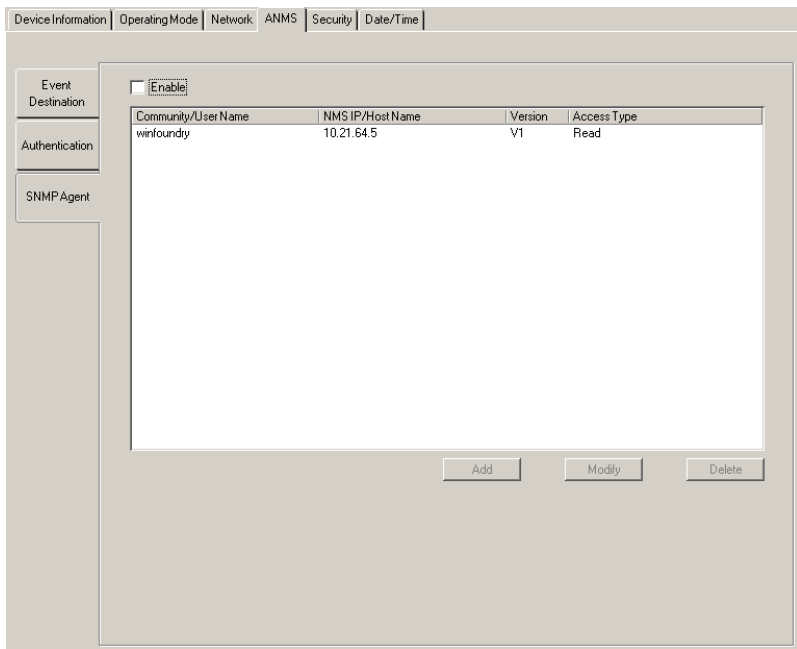 Device Information Operating Mode Network ANMS Security Date/Time
Event
Destination
Authentication
SNMP Agent
Enable
Community/User Name NMS IP/Host Name Version Access Type
winfoundry 10.21.64.5 V1 Read
Add Modify Delete